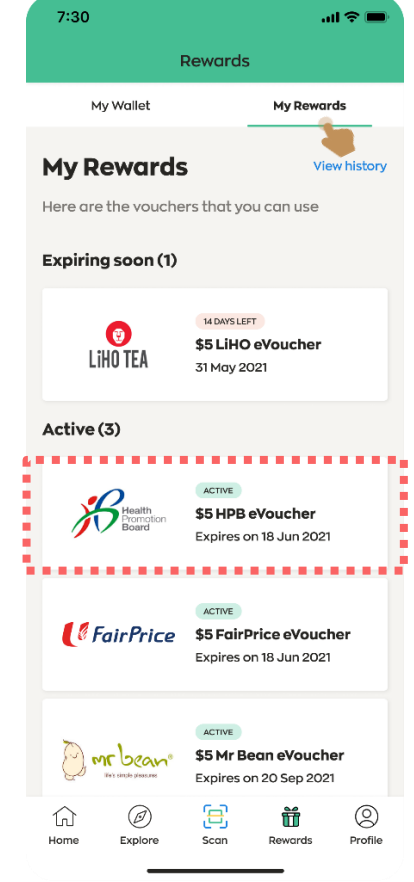 7:30
Rewards
My Wallet
My Rewards
My Rewards
View history
Here are the vouchers that you can use
Expiring soon (1)
LiHO TEA
14 DAYS LEFT
$5 LiHO eVoucher
31 May 2021
Active (3)
Health
Promotion
Board
ACTIVE
$5 HPB eVoucher
Expires on 18 Jun 2021
FairPrice
ACTIVE
$5 FairPrice eVoucher
Expires on 18 Jun 2021
mr bean®
life's simple pleasures
ACTIVE
$5 Mr Bean eVoucher
Expires on 20 Sep 2021
Home
Explore
Scan
Rewards
Profile